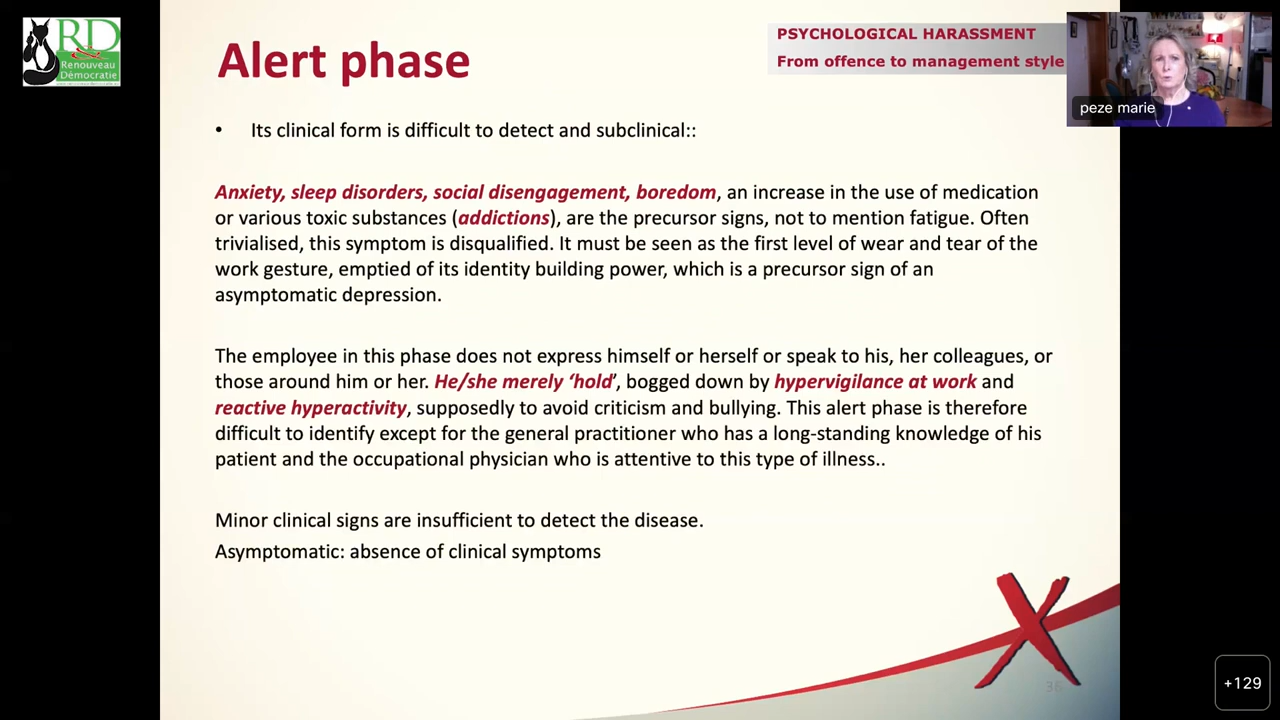 RD
Renouveau
Démocratie
Alert phase
PSYCHOLOGICAL HARASSMENT
From offence to management style
peze marie
• Its clinical form is difficult to detect and subclinical::
Anxiety, sleep disorders, social disengagement, boredom, an increase in the use of medication
or various toxic substances (addictions), are the precursor signs, not to mention fatigue. Often
trivialised, this symptom is disqualified. It must be seen as the first level of wear and tear of the
work gesture, emptied of its identity building power, which is a precursor sign of an
asymptomatic depression.
The employee in this phase does not express himself or herself or speak to his, her colleagues, or
those around him or her. He/she merely ‘hold’, bogged down by hypervigilance at work and
reactive hyperactivity, supposedly to avoid criticism and bullying. This alert phase is therefore
difficult to identify except for the general practitioner who has a long-standing knowledge of his
patient and the occupational physician who is attentive to this type of illness..
Minor clinical signs are insufficient to detect the disease.
Asymptomatic: absence of clinical symptoms
+129